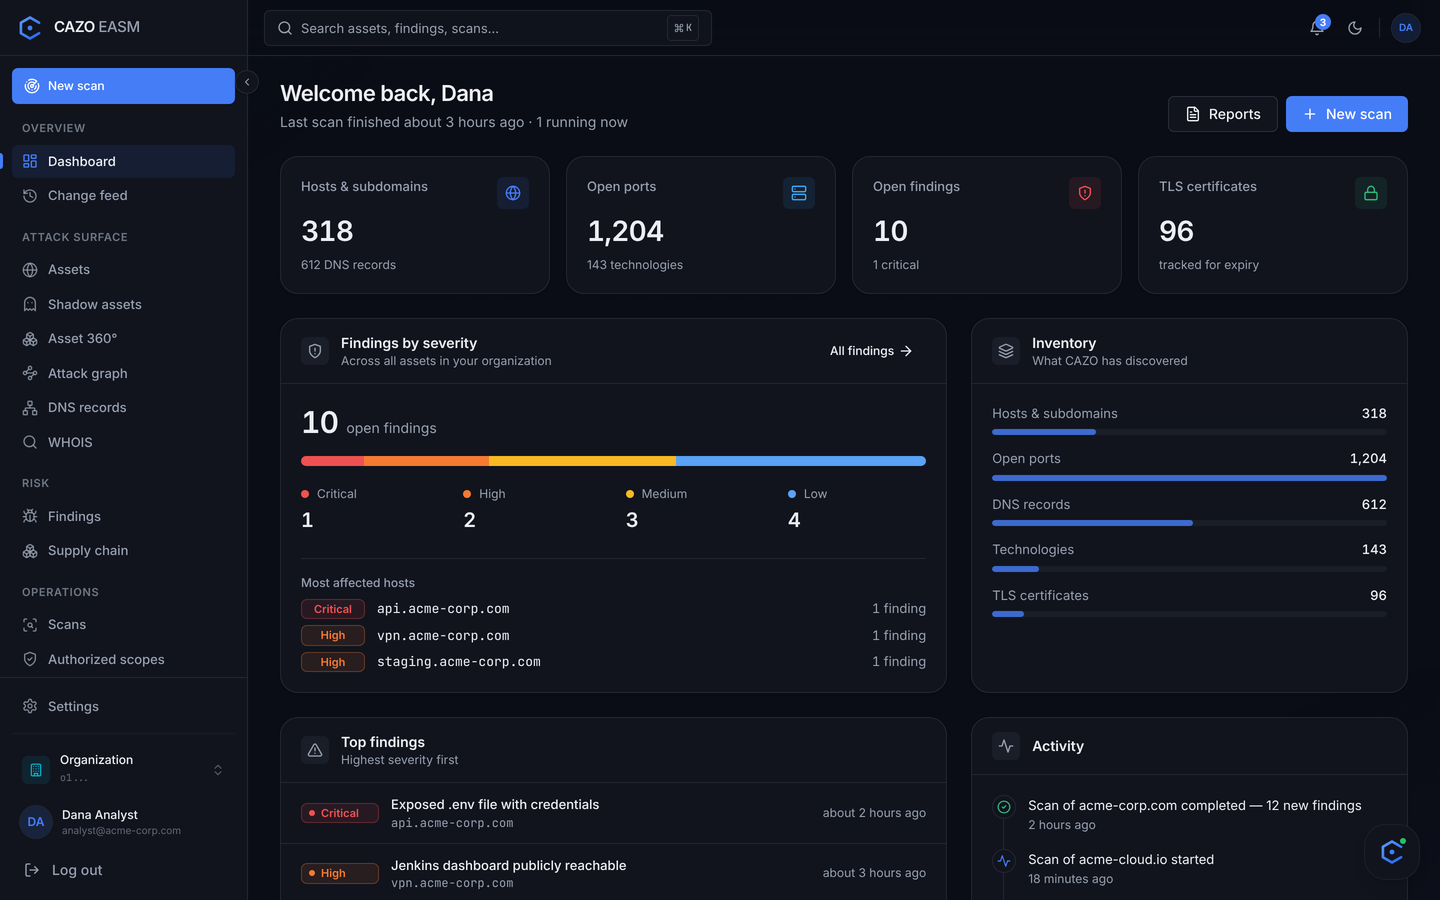 CAZO EASM
Search assets, findings, scans...
⌘ K
3
DA
New scan
OVERVIEW
Dashboard
Change feed
ATTACK SURFACE
Assets
Shadow assets
Asset 360°
Attack graph
DNS records
WHOIS
RISK
Findings
Supply chain
OPERATIONS
Scans
Authorized scopes
Settings
Organization
o1...
DA
Dana Analyst
analyst@acme-corp.com
Log out
Welcome back, Dana
Last scan finished about 3 hours ago · 1 running now
Reports
New scan
Hosts & subdomains
318
612 DNS records
Open ports
1,204
143 technologies
Open findings
10
1 critical
TLS certificates
96
tracked for expiry
Findings by severity
Across all assets in your organization
All findings →
10 open findings
Critical
1
High
2
Medium
3
Low
4
Most affected hosts
Critical api.acme-corp.com 1 finding
High vpn.acme-corp.com 1 finding
High staging.acme-corp.com 1 finding
Inventory
What CAZO has discovered
Hosts & subdomains 318
Open ports 1,204
DNS records 612
Technologies 143
TLS certificates 96
Top findings
Highest severity first
Critical
Exposed .env file with credentials
api.acme-corp.com
about 2 hours ago
High
Jenkins dashboard publicly reachable
vpn.acme-corp.com
about 3 hours ago
Activity
Scan of acme-corp.com completed — 12 new findings
2 hours ago
Scan of acme-cloud.io started
18 minutes ago